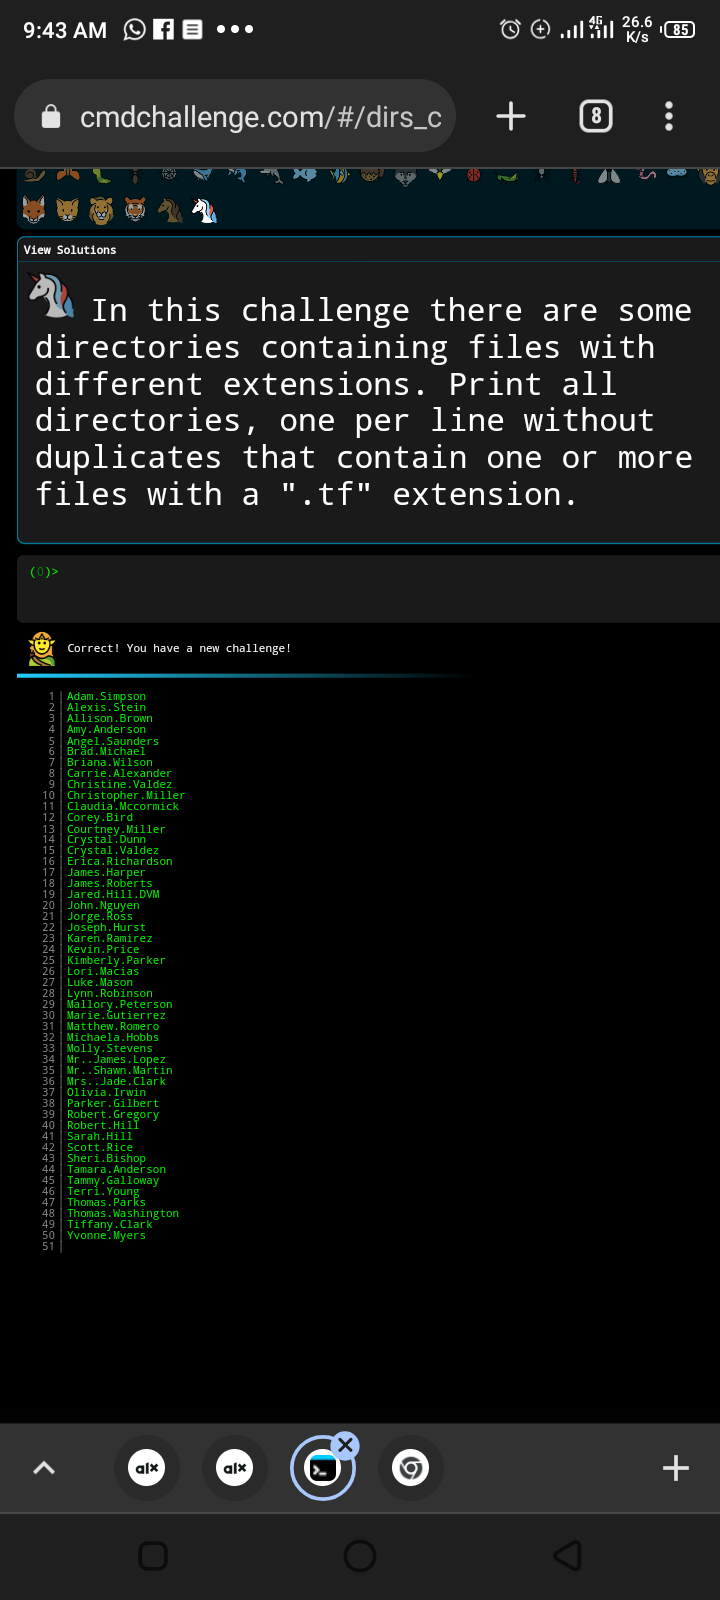 9:43 AM
4G
26.6
K/s
85
cmdchallenge.com/#/dirs_c
8
View Solutions
In this challenge there are some
directories containing files with
different extensions. Print all
directories, one per line without
duplicates that contain one or more
files with a ".tf" extension.
(0)>
Correct! You have a new challenge!
1 Adam.Simpson
2 Alexis.Stein
3 Allison.Brown
4 Amy.Anderson
5 Angel.Saunders
6 Brad.Michael
7 Briana.Wilson
8 Carrie.Alexander
9 Christine.Valdez
10 Christopher.Miller
11 Claudia.Mccormick
12 Corey.Bird
13 Courtney.Miller
14 Crystal.Dunn
15 Crystal.Valdez
16 Erica.Richardson
17 James.Harper
18 James.Roberts
19 Jared.Hill.DVM
20 John.Nguyen
21 Jorge.Ross
22 Joseph.Hurst
23 Karen.Ramirez
24 Kevin.Price
25 Kimberly.Parker
26 Lori.Macias
27 Luke.Mason
28 Lynn.Robinson
29 Mallory.Peterson
30 Marie.Gutierrez
31 Matthew.Romero
32 Michaela.Hobbs
33 Molly.Stevens
34 Mr..James.Lopez
35 Mr..Shawn.Martin
36 Mrs..Jade.Clark
37 Olivia.Irwin
38 Parker.Gilbert
39 Robert.Gregory
40 Robert.Hill
41 Sarah.Hill
42 Scott.Rice
43 Sheri.Bishop
44 Tamara.Anderson
45 Tammy.Galloway
46 Terri.Young
47 Thomas.Parks
48 Thomas.Washington
49 Tiffany.Clark
50 Yvonne.Myers
51
alx
alx